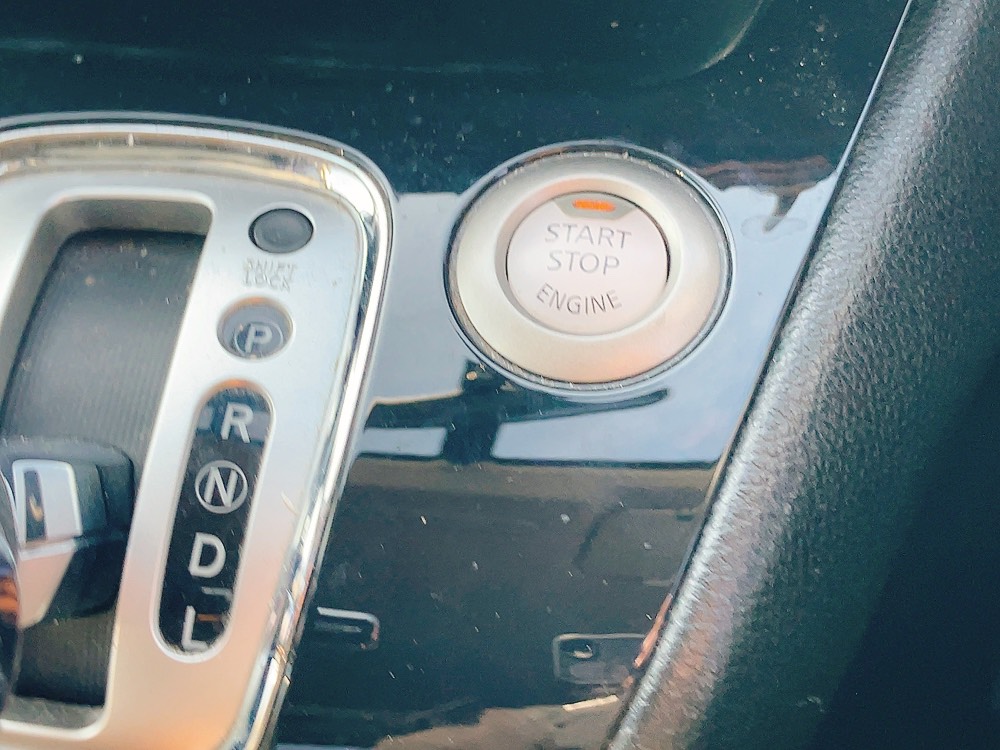 SHIFT
LOCK
P
R
N
D
L
START
STOP
ENGINE